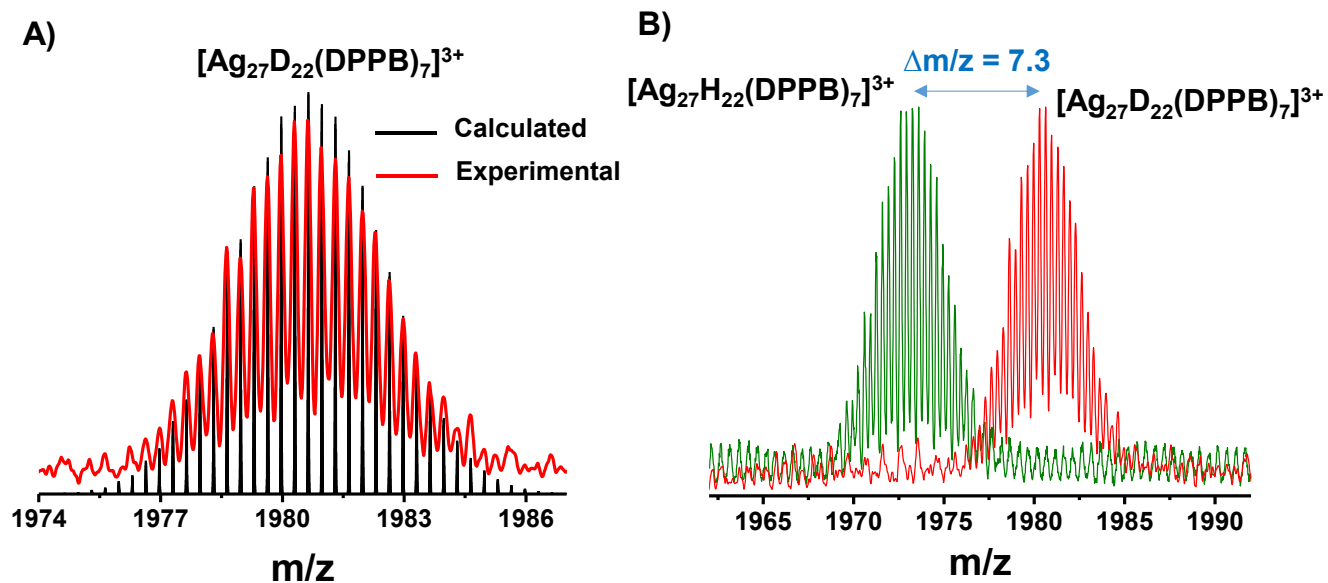 A)
[Ag₂₇D₂₂(DPPB)₇]³⁺
Calculated
Experimental
1974 1977 1980 1983 1986
m/z
B)
Δm/z = 7.3
[Ag₂₇H₂₂(DPPB)₇]³⁺
[Ag₂₇D₂₂(DPPB)₇]³⁺
1965 1970 1975 1980 1985 1990
m/z